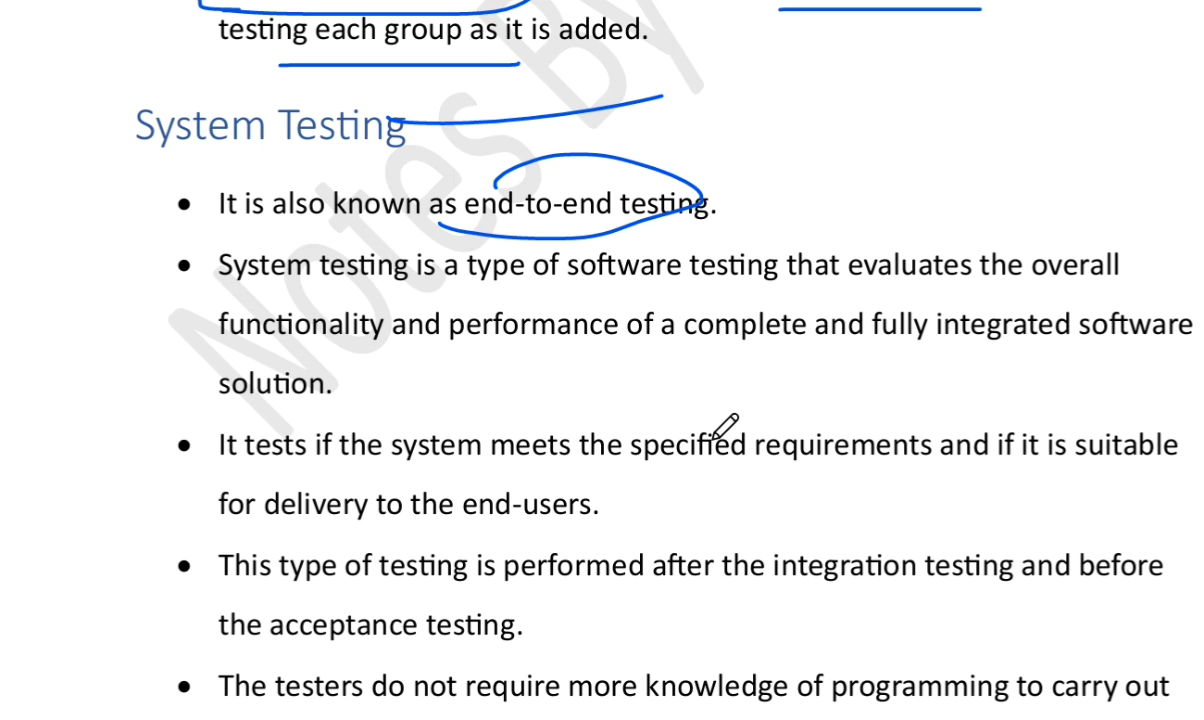 testing each group as it is added.
System Testing
• It is also known as end-to-end testing.
• System testing is a type of software testing that evaluates the overall
functionality and performance of a complete and fully integrated software
solution.
• It tests if the system meets the specified requirements and if it is suitable
for delivery to the end-users.
• This type of testing is performed after the integration testing and before
the acceptance testing.
• The testers do not require more knowledge of programming to carry out
Notes By